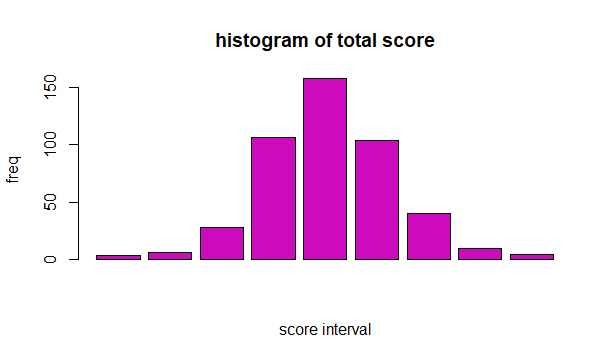 histogram of total score
150
100
50
0
freq
score interval